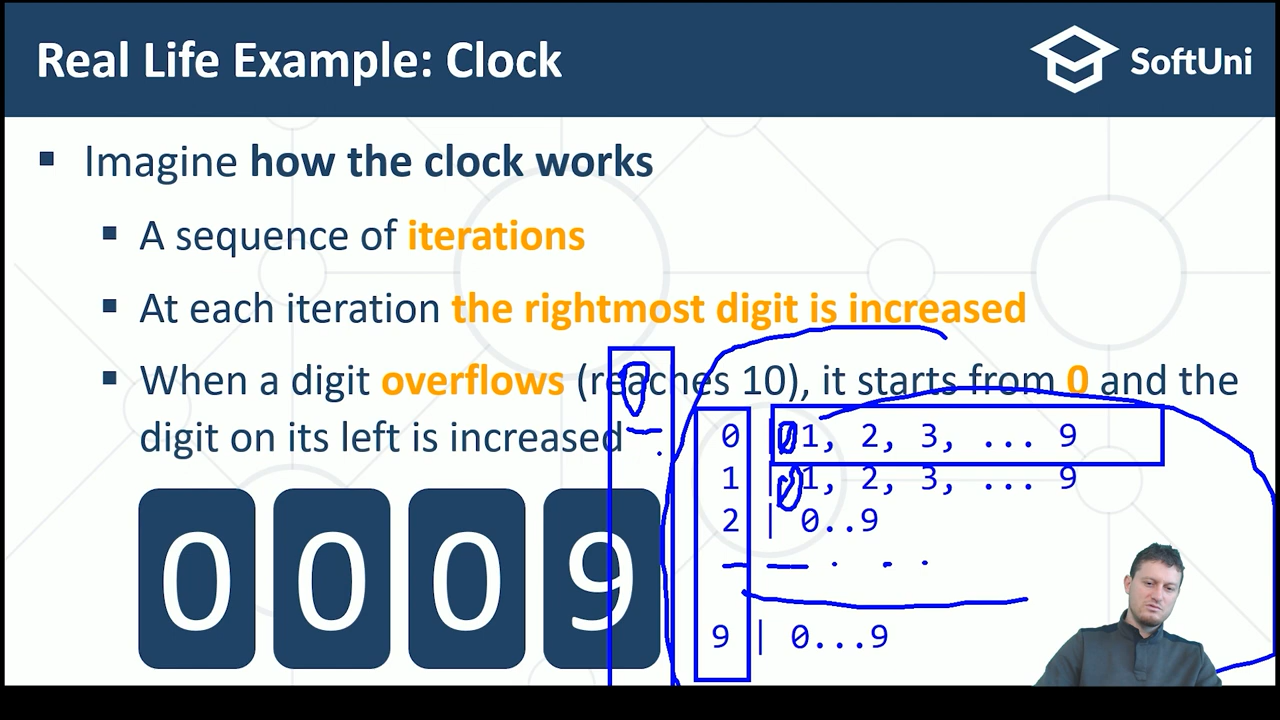 Real Life Example: Clock
SoftUni
▪ Imagine how the clock works
▪ A sequence of iterations
▪ At each iteration the rightmost digit is increased
▪ When a digit overflows (reaches 10), it starts from 0 and the
digit on its left is increased
0
0 | 0 1, 2, 3, ... 9
1 | 0 1, 2, 3, ... 9
2 | 0..9
9 | 0...9
0 0 0 9